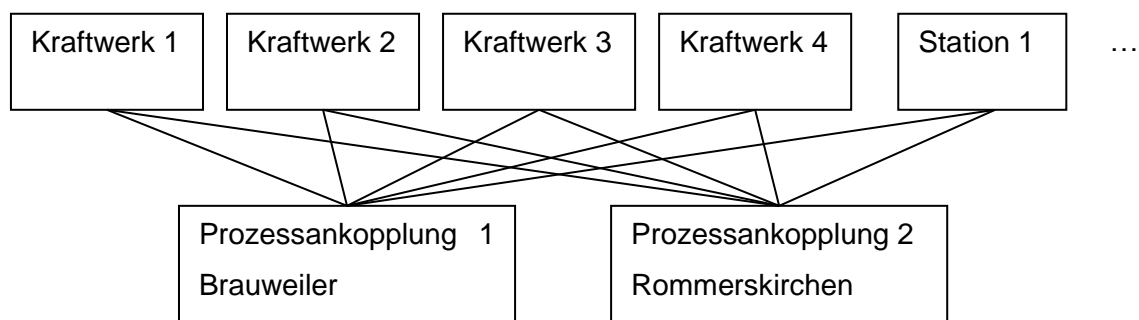 Kraftwerk 1
Kraftwerk 2
Kraftwerk 3
Kraftwerk 4
Station 1
…
Prozessankopplung 1
Brauweiler
Prozessankopplung 2
Rommerskirchen